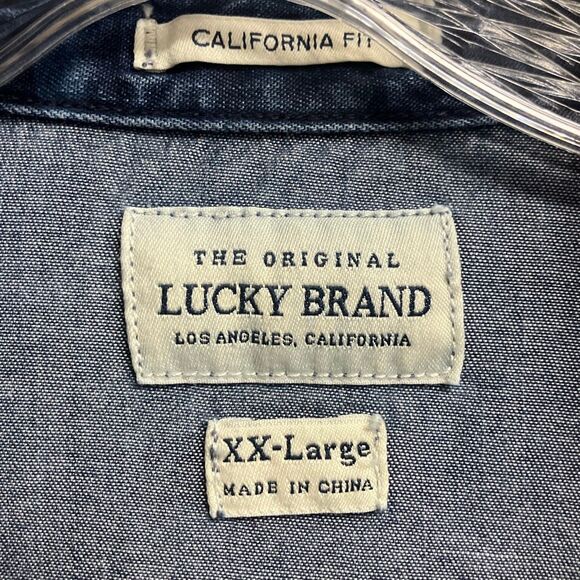 CALIFORNIA FIT
THE ORIGINAL
LUCKY BRAND
LOS ANGELES, CALIFORNIA
XX-Large
MADE IN CHINA